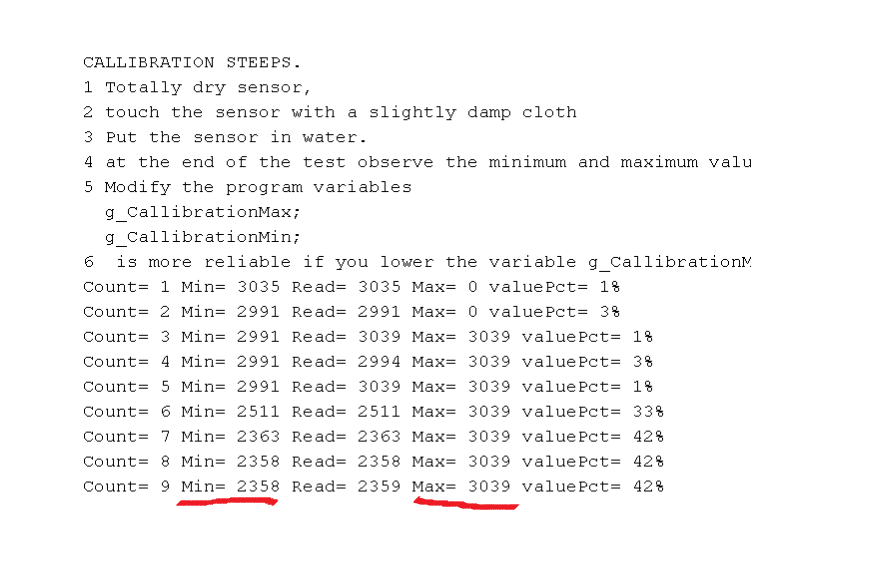 CALLIBRATION STEEPS.
1 Totally dry sensor,
2 touch the sensor with a slightly damp cloth
3 Put the sensor in water.
4 at the end of the test observe the minimum and maximum valu
5 Modify the program variables
g_CallibrationMax;
g_CallibrationMin;
6 is more reliable if you lower the variable g_CallibrationM
Count= 1 Min= 3035 Read= 3035 Max= 0 valuePct= 1%
Count= 2 Min= 2991 Read= 2991 Max= 0 valuePct= 3%
Count= 3 Min= 2991 Read= 3039 Max= 3039 valuePct= 1%
Count= 4 Min= 2991 Read= 2994 Max= 3039 valuePct= 3%
Count= 5 Min= 2991 Read= 3039 Max= 3039 valuePct= 1%
Count= 6 Min= 2511 Read= 2511 Max= 3039 valuePct= 33%
Count= 7 Min= 2363 Read= 2363 Max= 3039 valuePct= 42%
Count= 8 Min= 2358 Read= 2358 Max= 3039 valuePct= 42%
Count= 9 Min= 2358 Read= 2359 Max= 3039 valuePct= 42%